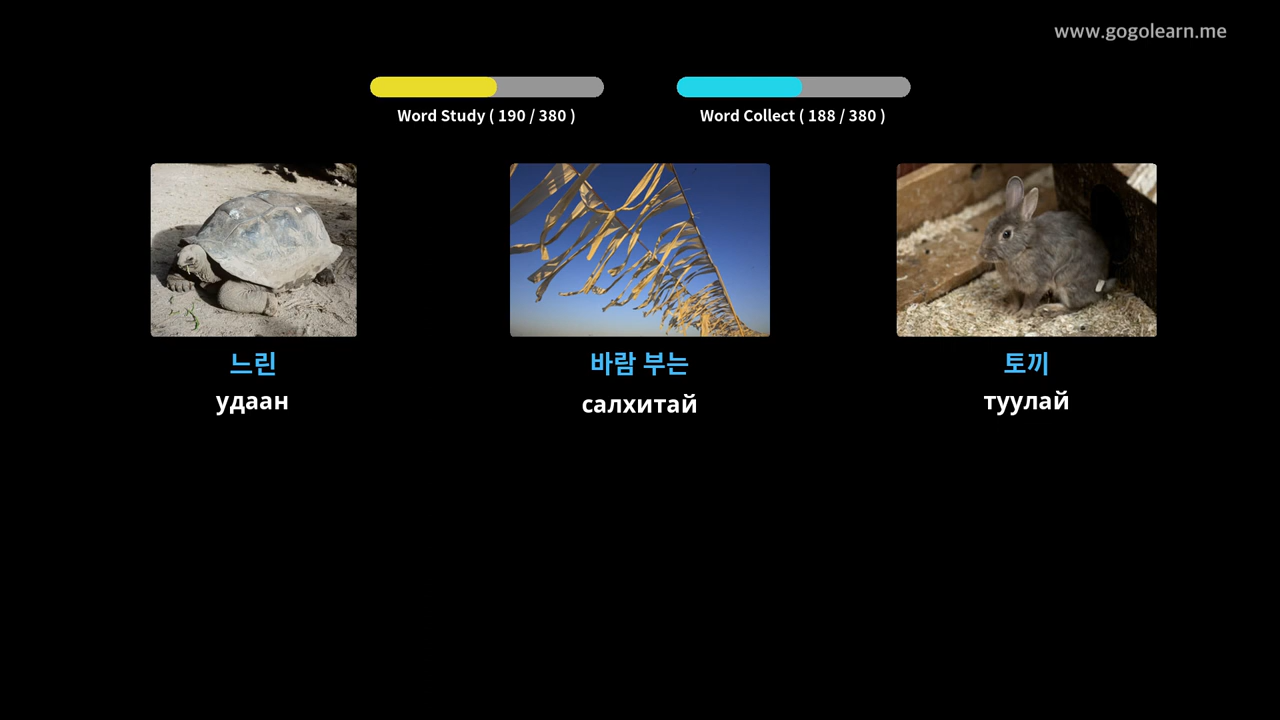 www.gogolearn.me
Word Study ( 190 / 380 )
Word Collect ( 188 / 380 )
느린
바람 부는
토끼
удаан
салхитай
туулай